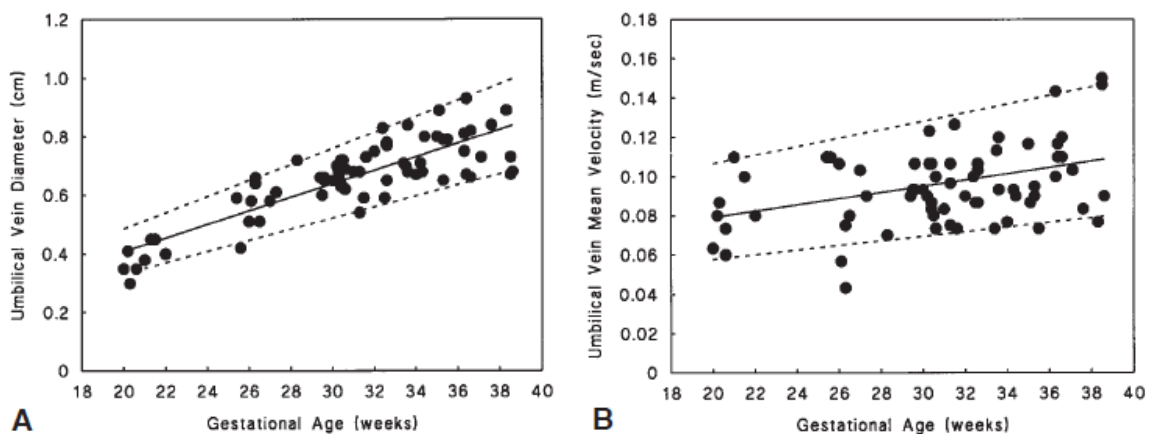 Umbilical Vein Diameter (cm)
1.2
1.0
0.8
0.6
0.4
0.2
0
18 20 22 24 26 28 30 32 34 36 38 40
Gestational Age (weeks)
A
Umbilical Vein Mean Velocity (m/sec)
0.18
0.16
0.14
0.12
0.10
0.08
0.06
0.04
0.02
0
18 20 22 24 26 28 30 32 34 36 38 40
Gestational Age (weeks)
B